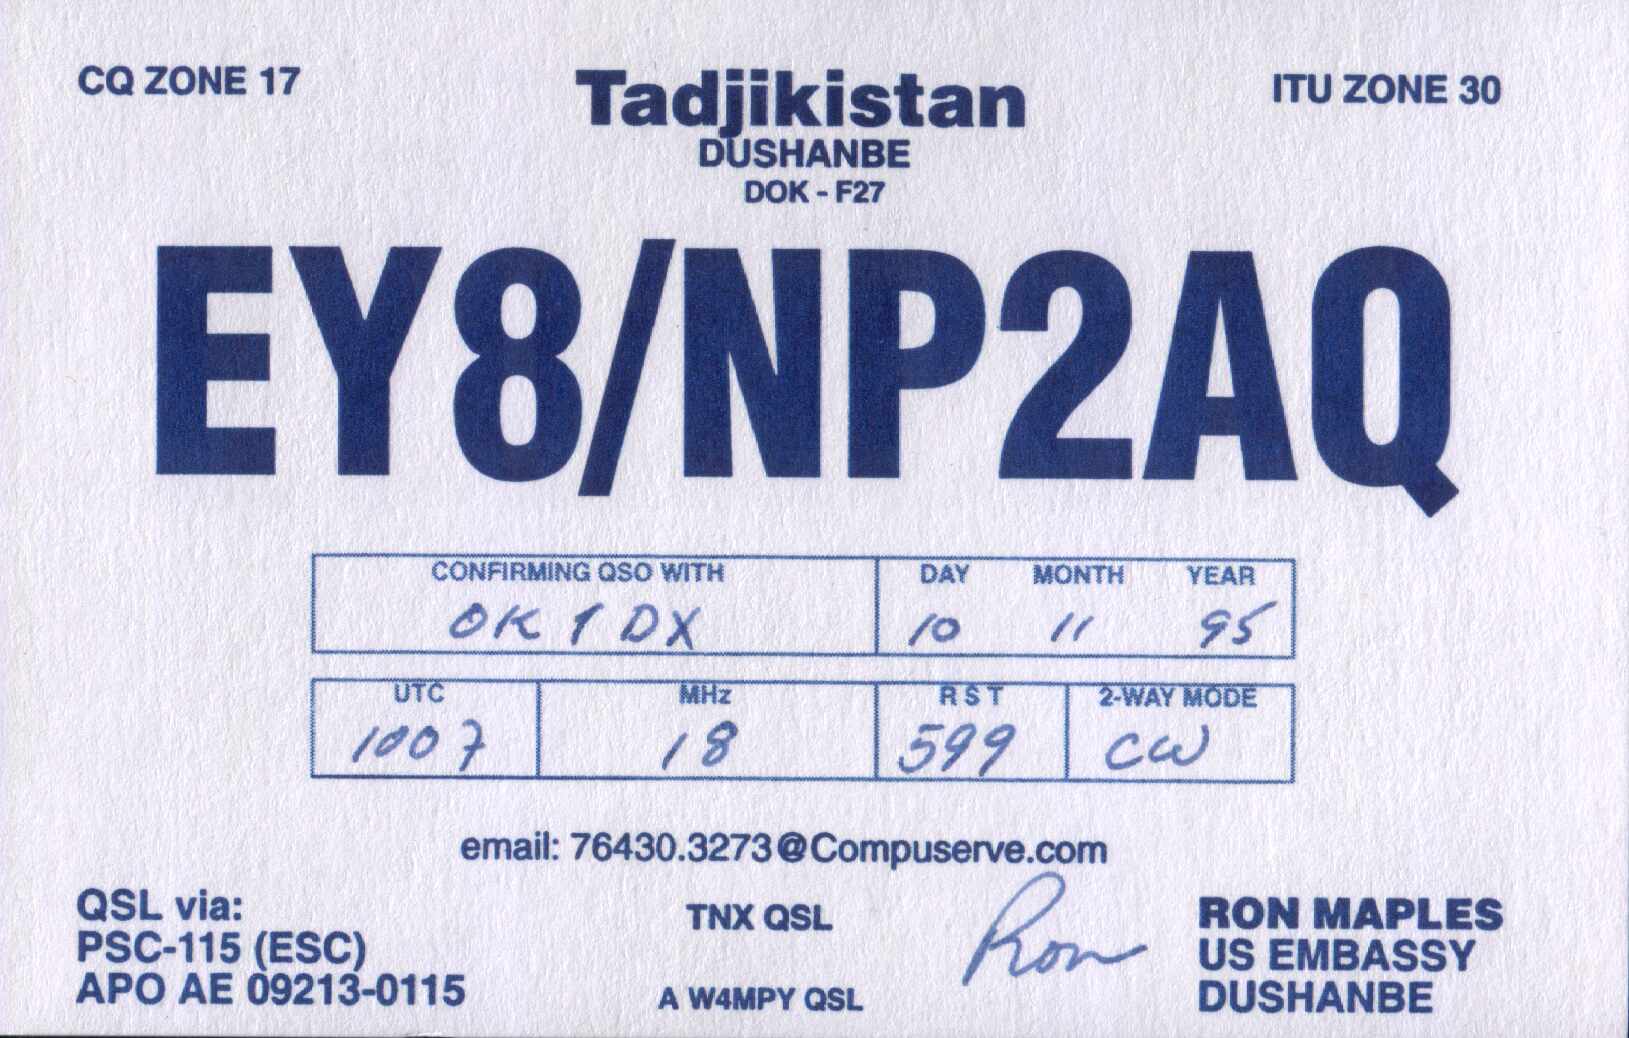 CQ ZONE 17
Tadjikistan
ITU ZONE 30
DUSHANBE
DOK - F27
EY8/NP2AQ
CONFIRMING QSO WITH DAY MONTH YEAR
OK1DX 10 11 95
UTC MHz RST 2-WAY MODE
1007 18 599 CW
email: 76430.3273@Compuserve.com
QSL via:
PSC-115 (ESC)
APO AE 09213-0115
TNX QSL
A W4MPY QSL
Ron
RON MAPLES
US EMBASSY
DUSHANBE